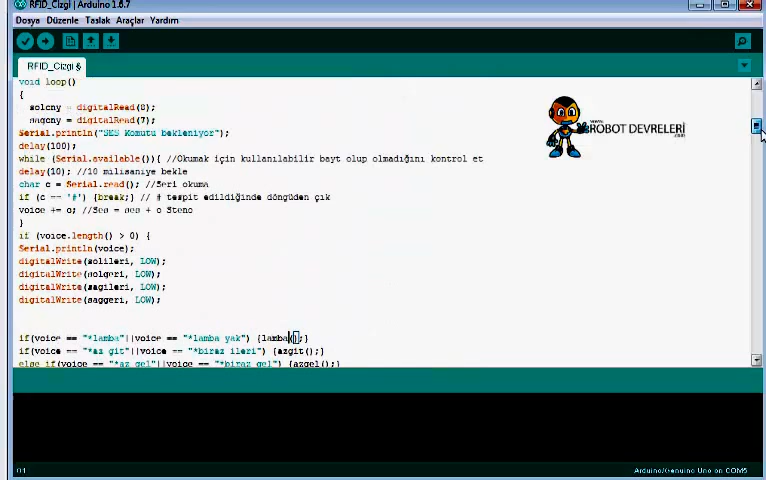 RFID_Cizgi | Arduino 1.6.7
Dosya Düzenle Taslak Araçlar Yardım
RFID_Cizgi §
void loop()
{
solcny = digitalRead(8);
= digitalRead(7);
Serial.println("SES Komutu bekleniyor");
delay(100);
while (Serial.available()){ //Okumak için kullanılabilir bayt olup olmadığını kontrol et
delay(10); //10 milisaniye bekle
char c = Serial.read(); //Seri okuma
if (c == '#') {break;} // # tespit edildiğinde döngüden çık
voice += c; //Ses = ses + c Steno
}
if (voice.length() > 0) {
Serial.println(voice);
digitalWrite(solileri, LOW);
digitalWrite(solgeri, LOW);
digitalWrite(sagileri, LOW);
digitalWrite(saggeri, LOW);
if(voice == "*lamba"||voice == "*lamba yak") {lamba();}
if(voice == "*az git"||voice == "*biraz ileri") {azgit();}
else if(voice == "*az gel"||voice == "*biraz gel") {azgel();}
www.
ROBOT DEVRELERİ
.com
91
Arduino/Genuino Uno on COM5